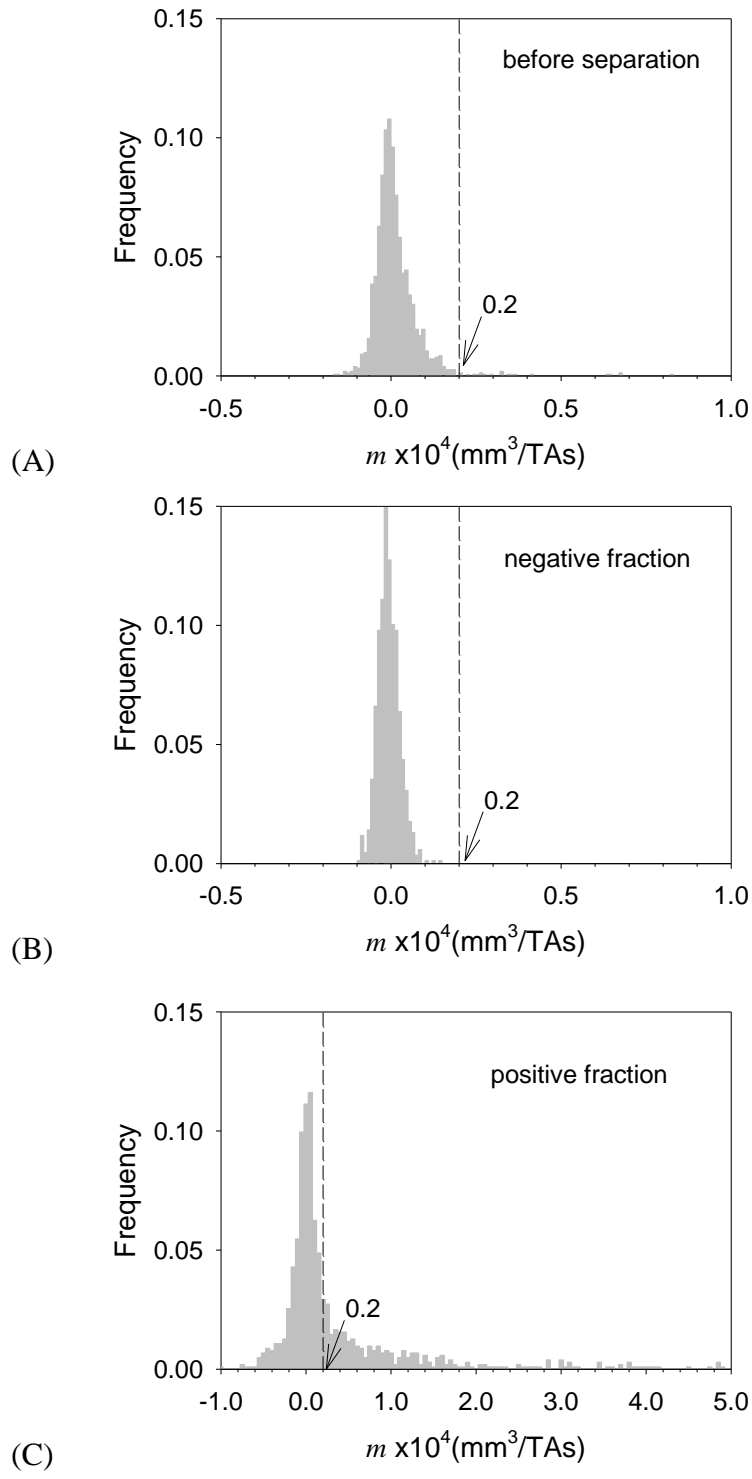 0.15
before separation
0.10
Frequency
0.05
0.2
0.00
-0.5 0.0 0.5 1.0
(A)
m x10⁴(mm³/TAs)
0.15
negative fraction
0.10
Frequency
0.05
0.2
0.00
-0.5 0.0 0.5 1.0
(B)
m x10⁴(mm³/TAs)
0.15
positive fraction
0.10
Frequency
0.05
0.2
0.00
-1.0 0.0 1.0 2.0 3.0 4.0 5.0
(C)
m x10⁴(mm³/TAs)